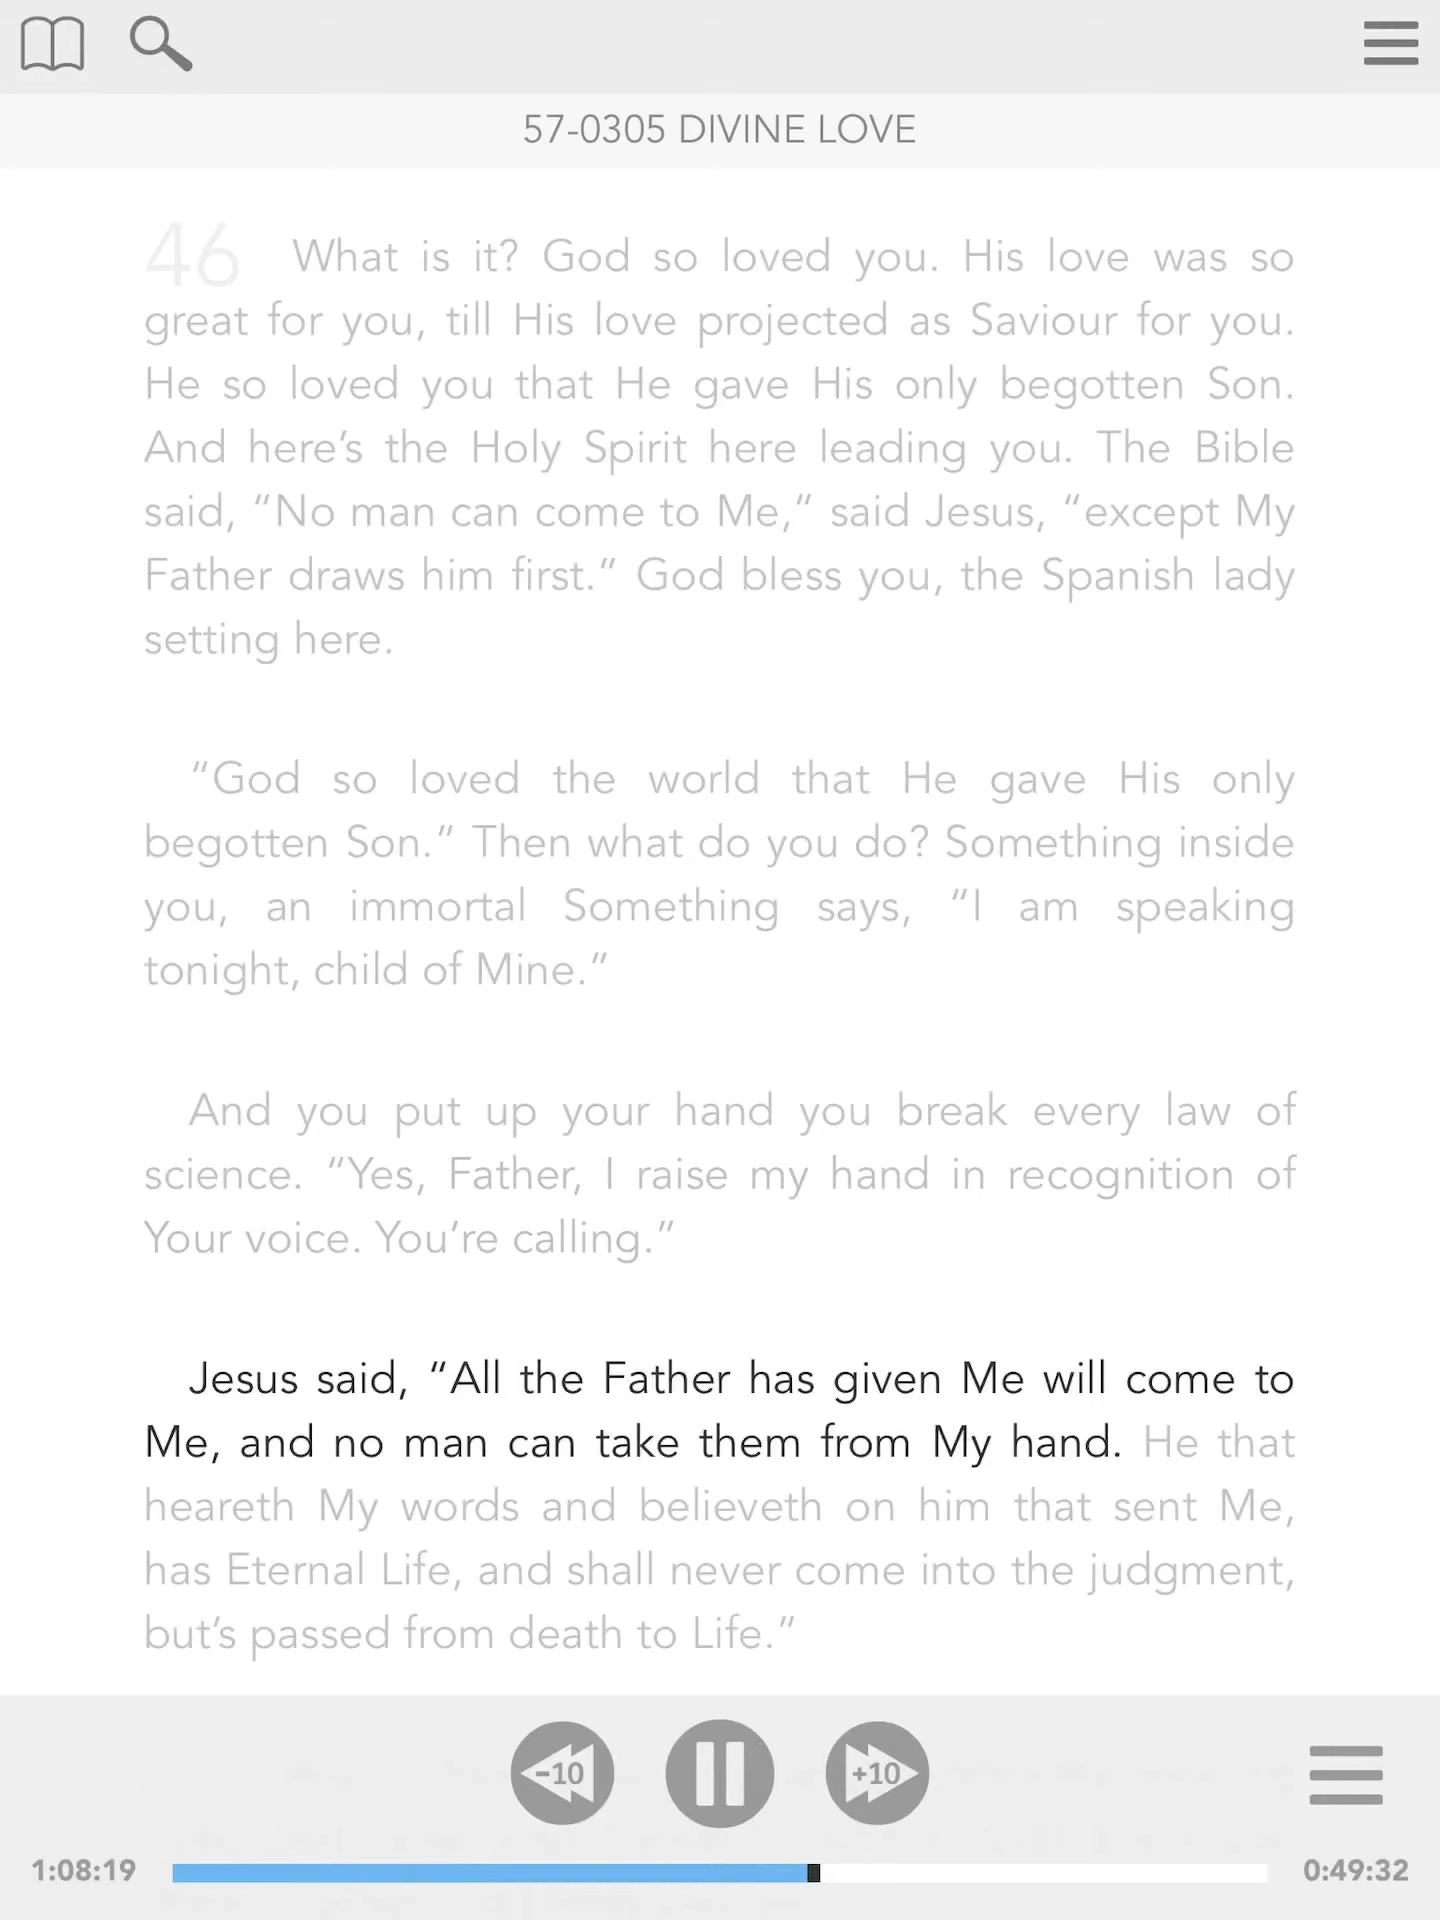 57-0305 DIVINE LOVE
46 What is it? God so loved you. His love was so
great for you, till His love projected as Saviour for you.
He so loved you that He gave His only begotten Son.
And here’s the Holy Spirit here leading you. The Bible
said, “No man can come to Me,” said Jesus, “except My
Father draws him first.” God bless you, the Spanish lady
setting here.
“God so loved the world that He gave His only
begotten Son.” Then what do you do? Something inside
you, an immortal Something says, “I am speaking
tonight, child of Mine.”
And you put up your hand you break every law of
science. “Yes, Father, I raise my hand in recognition of
Your voice. You’re calling.”
Jesus said, “All the Father has given Me will come to
Me, and no man can take them from My hand. He that
heareth My words and believeth on him that sent Me,
has Eternal Life, and shall never come into the judgment,
but’s passed from death to Life.”
-10 +10
1:08:19 0:49:32